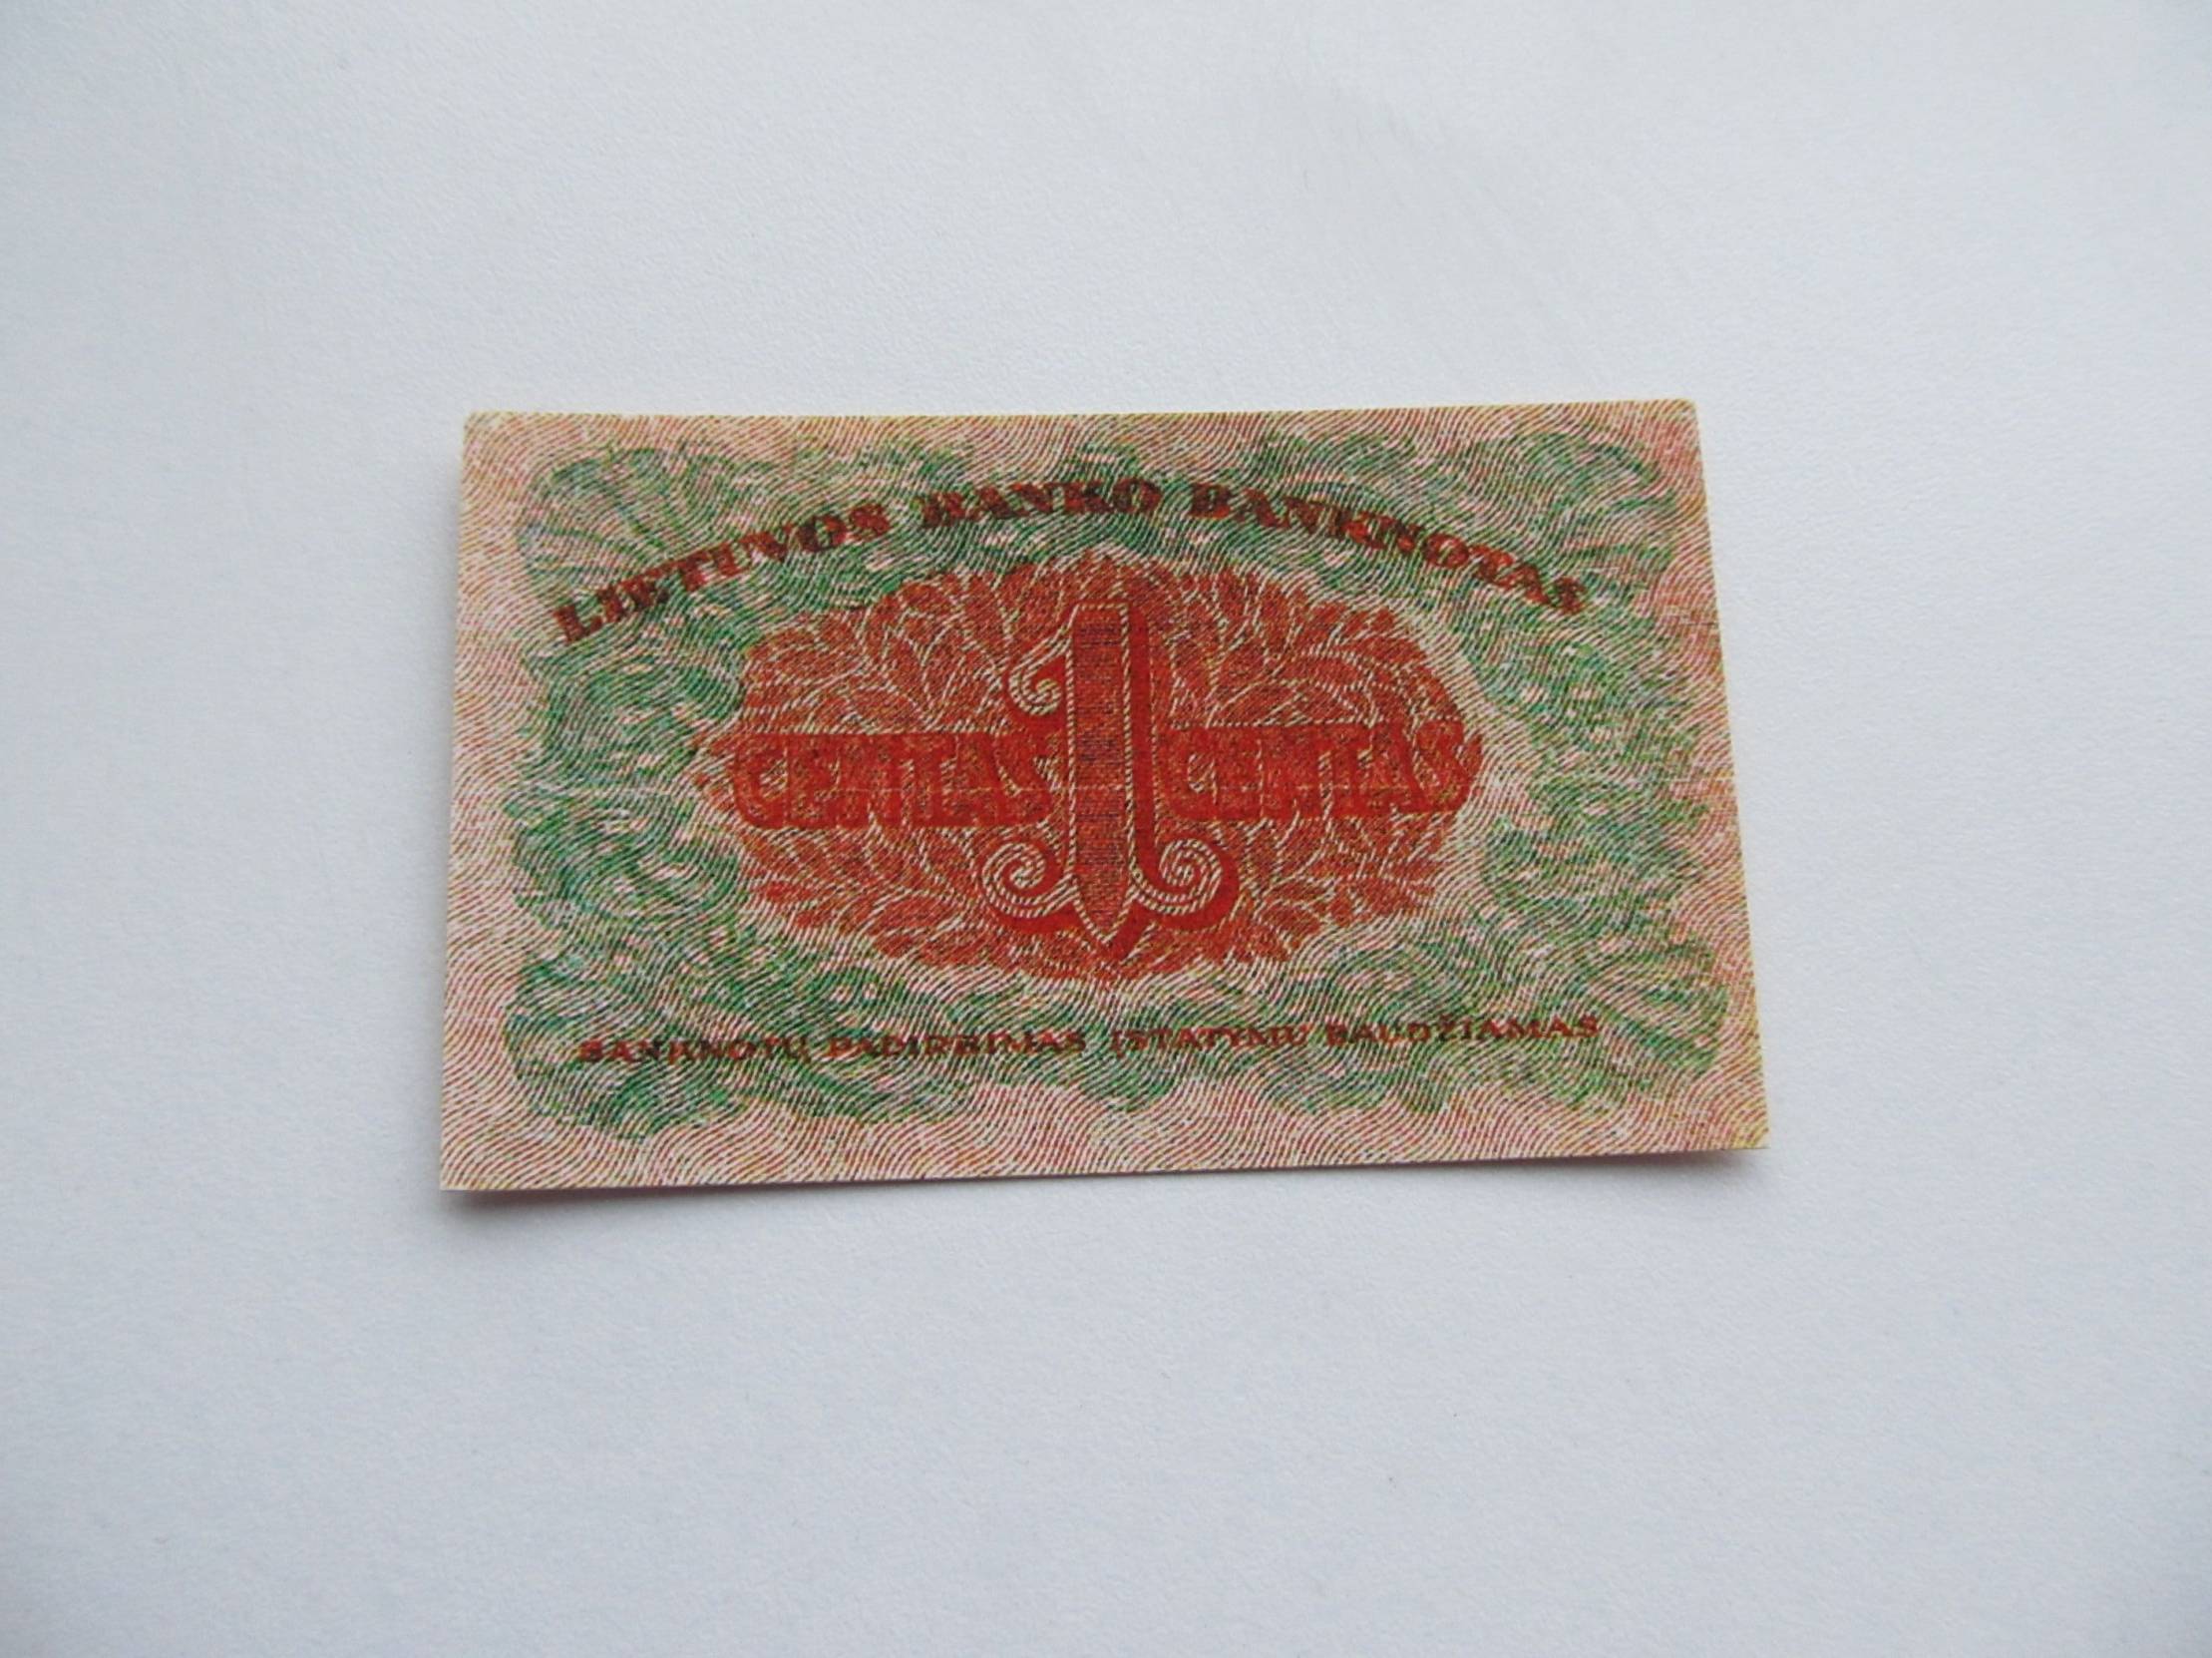 LIETUVOS BANKO BANKNOTAS
CENTAS 1 CENTAS
BANKNOTŲ PADIRBIMAS ĮSTATYMU BAUDŽIAMAS